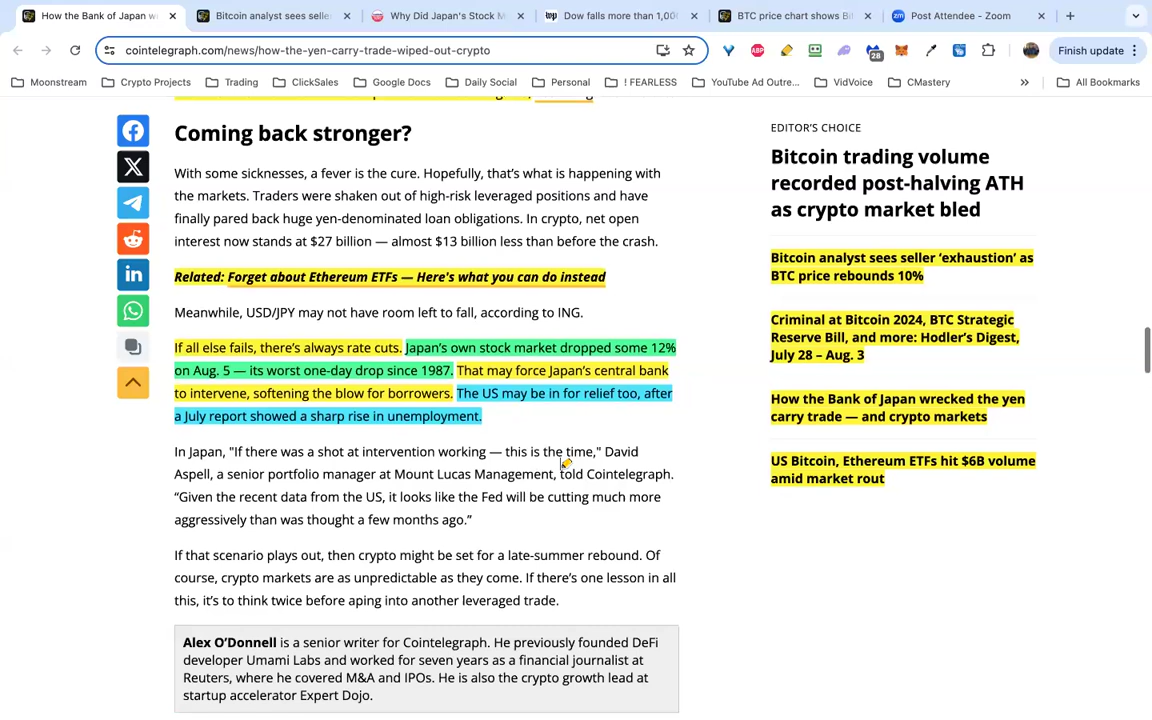 How the Bank of Japan w
Bitcoin analyst sees selle
Why Did Japan's Stock M
Dow falls more than 1,00
BTC price chart shows Bi
Post Attendee - Zoom
cointelegraph.com/news/how-the-yen-carry-trade-wiped-out-crypto
ABP
28
Finish update
Moonstream
Crypto Projects
Trading
ClickSales
Google Docs
Daily Social
Personal
! FEARLESS
YouTube Ad Outre...
VidVoice
CMastery
»
All Bookmarks
Coming back stronger?
With some sicknesses, a fever is the cure. Hopefully, that’s what is happening with
the markets. Traders were shaken out of high-risk leveraged positions and have
finally pared back huge yen-denominated loan obligations. In crypto, net open
interest now stands at $27 billion — almost $13 billion less than before the crash.
Related: Forget about Ethereum ETFs — Here's what you can do instead
Meanwhile, USD/JPY may not have room left to fall, according to ING.
If all else fails, there’s always rate cuts. Japan’s own stock market dropped some 12%
on Aug. 5 — its worst one-day drop since 1987. That may force Japan’s central bank
to intervene, softening the blow for borrowers. The US may be in for relief too, after
a July report showed a sharp rise in unemployment.
In Japan, "If there was a shot at intervention working — this is the time," David
Aspell, a senior portfolio manager at Mount Lucas Management, told Cointelegraph.
“Given the recent data from the US, it looks like the Fed will be cutting much more
aggressively than was thought a few months ago.”
If that scenario plays out, then crypto might be set for a late-summer rebound. Of
course, crypto markets are as unpredictable as they come. If there’s one lesson in all
this, it’s to think twice before aping into another leveraged trade.
Alex O’Donnell is a senior writer for Cointelegraph. He previously founded DeFi
developer Umami Labs and worked for seven years as a financial journalist at
Reuters, where he covered M&A and IPOs. He is also the crypto growth lead at
startup accelerator Expert Dojo.
EDITOR’S CHOICE
Bitcoin trading volume
recorded post-halving ATH
as crypto market bled
Bitcoin analyst sees seller ‘exhaustion’ as
BTC price rebounds 10%
Criminal at Bitcoin 2024, BTC Strategic
Reserve Bill, and more: Hodler’s Digest,
July 28 – Aug. 3
How the Bank of Japan wrecked the yen
carry trade — and crypto markets
US Bitcoin, Ethereum ETFs hit $6B volume
amid market rout